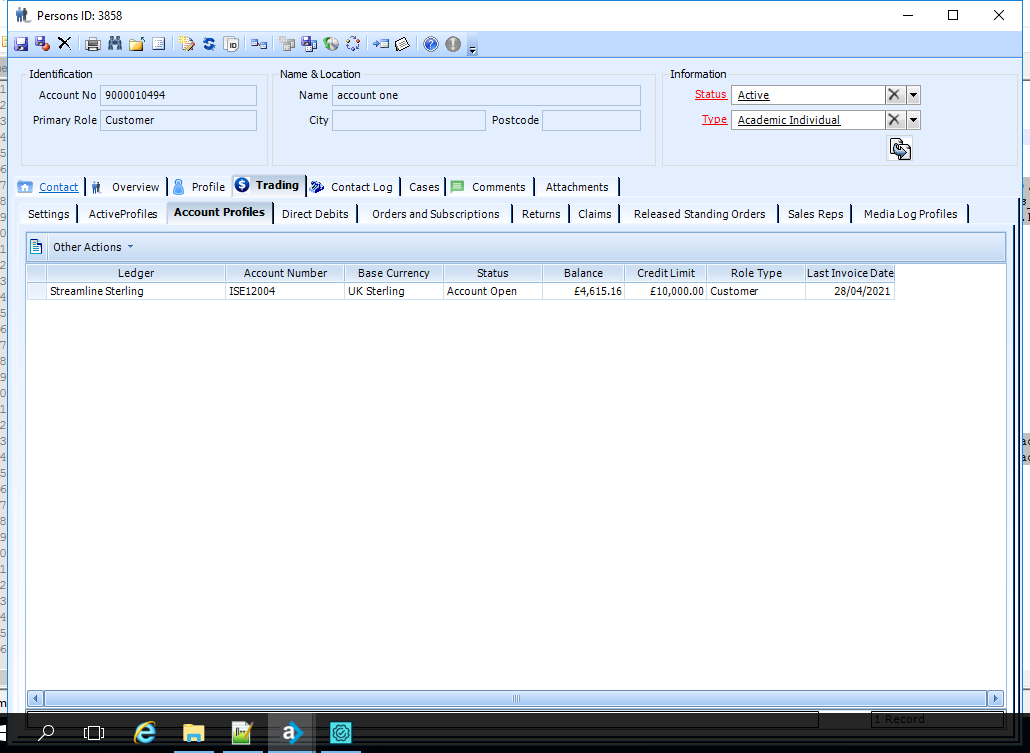 Persons ID: 3858
Identification
Name & Location
Information
Account No 9000010494
Name account one
Status Active
Primary Role Customer
City
Postcode
Type Academic Individual
Contact Overview Profile Trading Contact Log Cases Comments Attachments
Settings ActiveProfiles Account Profiles Direct Debits Orders and Subscriptions Returns Claims Released Standing Orders Sales Reps Media Log Profiles
Other Actions
Ledger Account Number Base Currency Status Balance Credit Limit Role Type Last Invoice Date
Streamline Sterling ISE12004 UK Sterling Account Open £4,615.16 £10,000.00 Customer 28/04/2021
1 Record